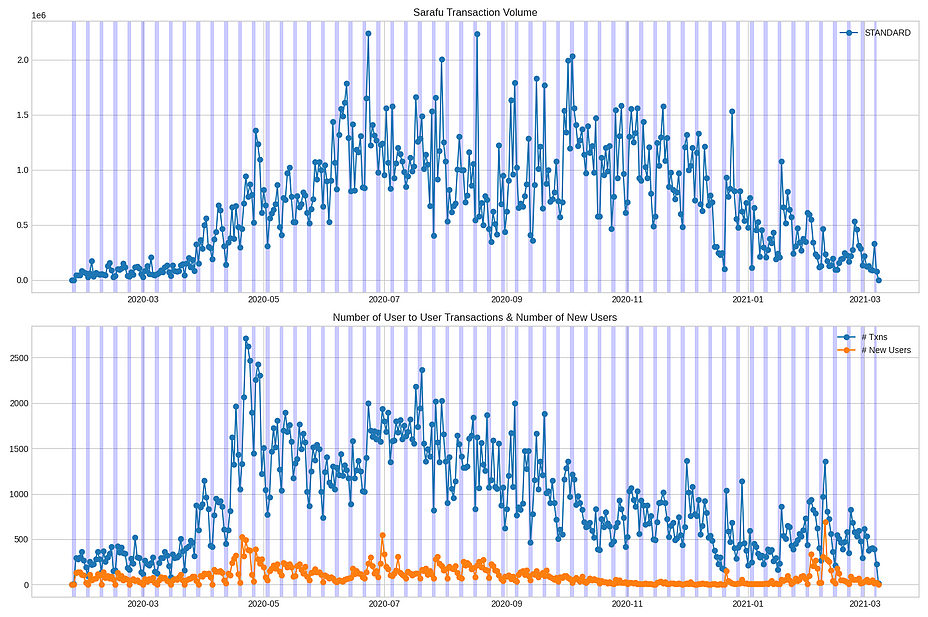 Sarafu Transaction Volume
1e6
STANDARD
2.0
1.5
1.0
0.5
0.0
2020-03 2020-05 2020-07 2020-09 2020-11 2021-01 2021-03
Number of User to User Transactions & Number of New Users
# Txns
# New Users
2500
2000
1500
1000
500
0
2020-03 2020-05 2020-07 2020-09 2020-11 2021-01 2021-03